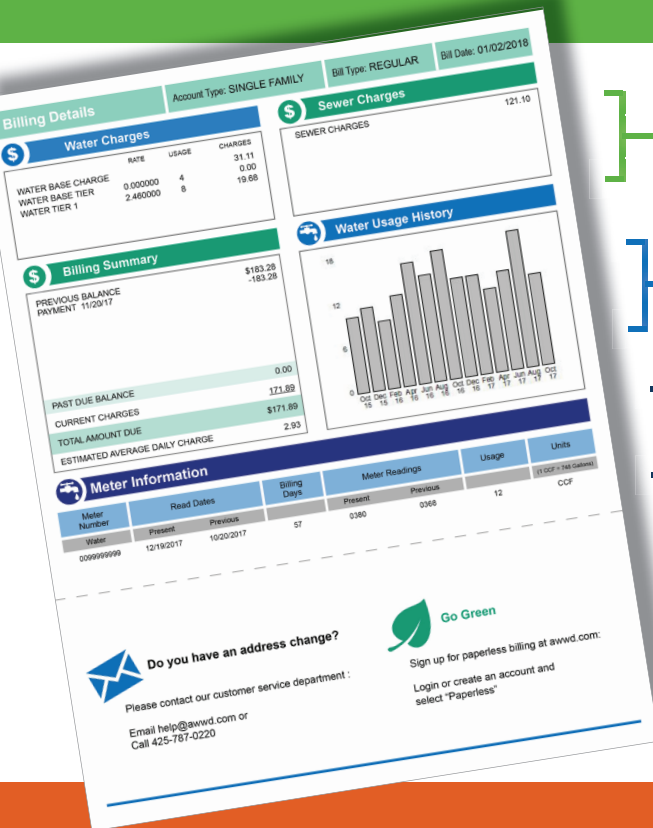 Billing Details
Account Type: SINGLE FAMILY
Bill Type: REGULAR
Bill Date: 01/02/2018
$ Water Charges
RATE USAGE CHARGES
WATER BASE CHARGE 31.11
WATER BASE TIER 0.000000 4 0.00
WATER TIER 1 2.460000 8 19.68
$ Sewer Charges
SEWER CHARGES 121.10
$ Billing Summary
PREVIOUS BALANCE $183.28
PAYMENT 11/20/17 -183.28
PAST DUE BALANCE 0.00
CURRENT CHARGES 171.89
TOTAL AMOUNT DUE $171.89
ESTIMATED AVERAGE DAILY CHARGE 2.93
Water Usage History
18
12
6
0
Oct Dec Feb Apr Jun Aug Oct Dec Feb Apr Jun Aug Oct
15 15 16 16 16 16 16 16 17 17 17 17 17
Meter Information
Meter Number Read Dates Billing Days Meter Readings Usage Units
Water Present Previous Present Previous (1 CCF = 748 Gallons)
0099999999 12/19/2017 10/20/2017 57 0380 0368 12 CCF
Do you have an address change?
Please contact our customer service department :
Email help@awwd.com or
Call 425-787-0220
Go Green
Sign up for paperless billing at awwd.com:
Login or create an account and
select "Paperless"